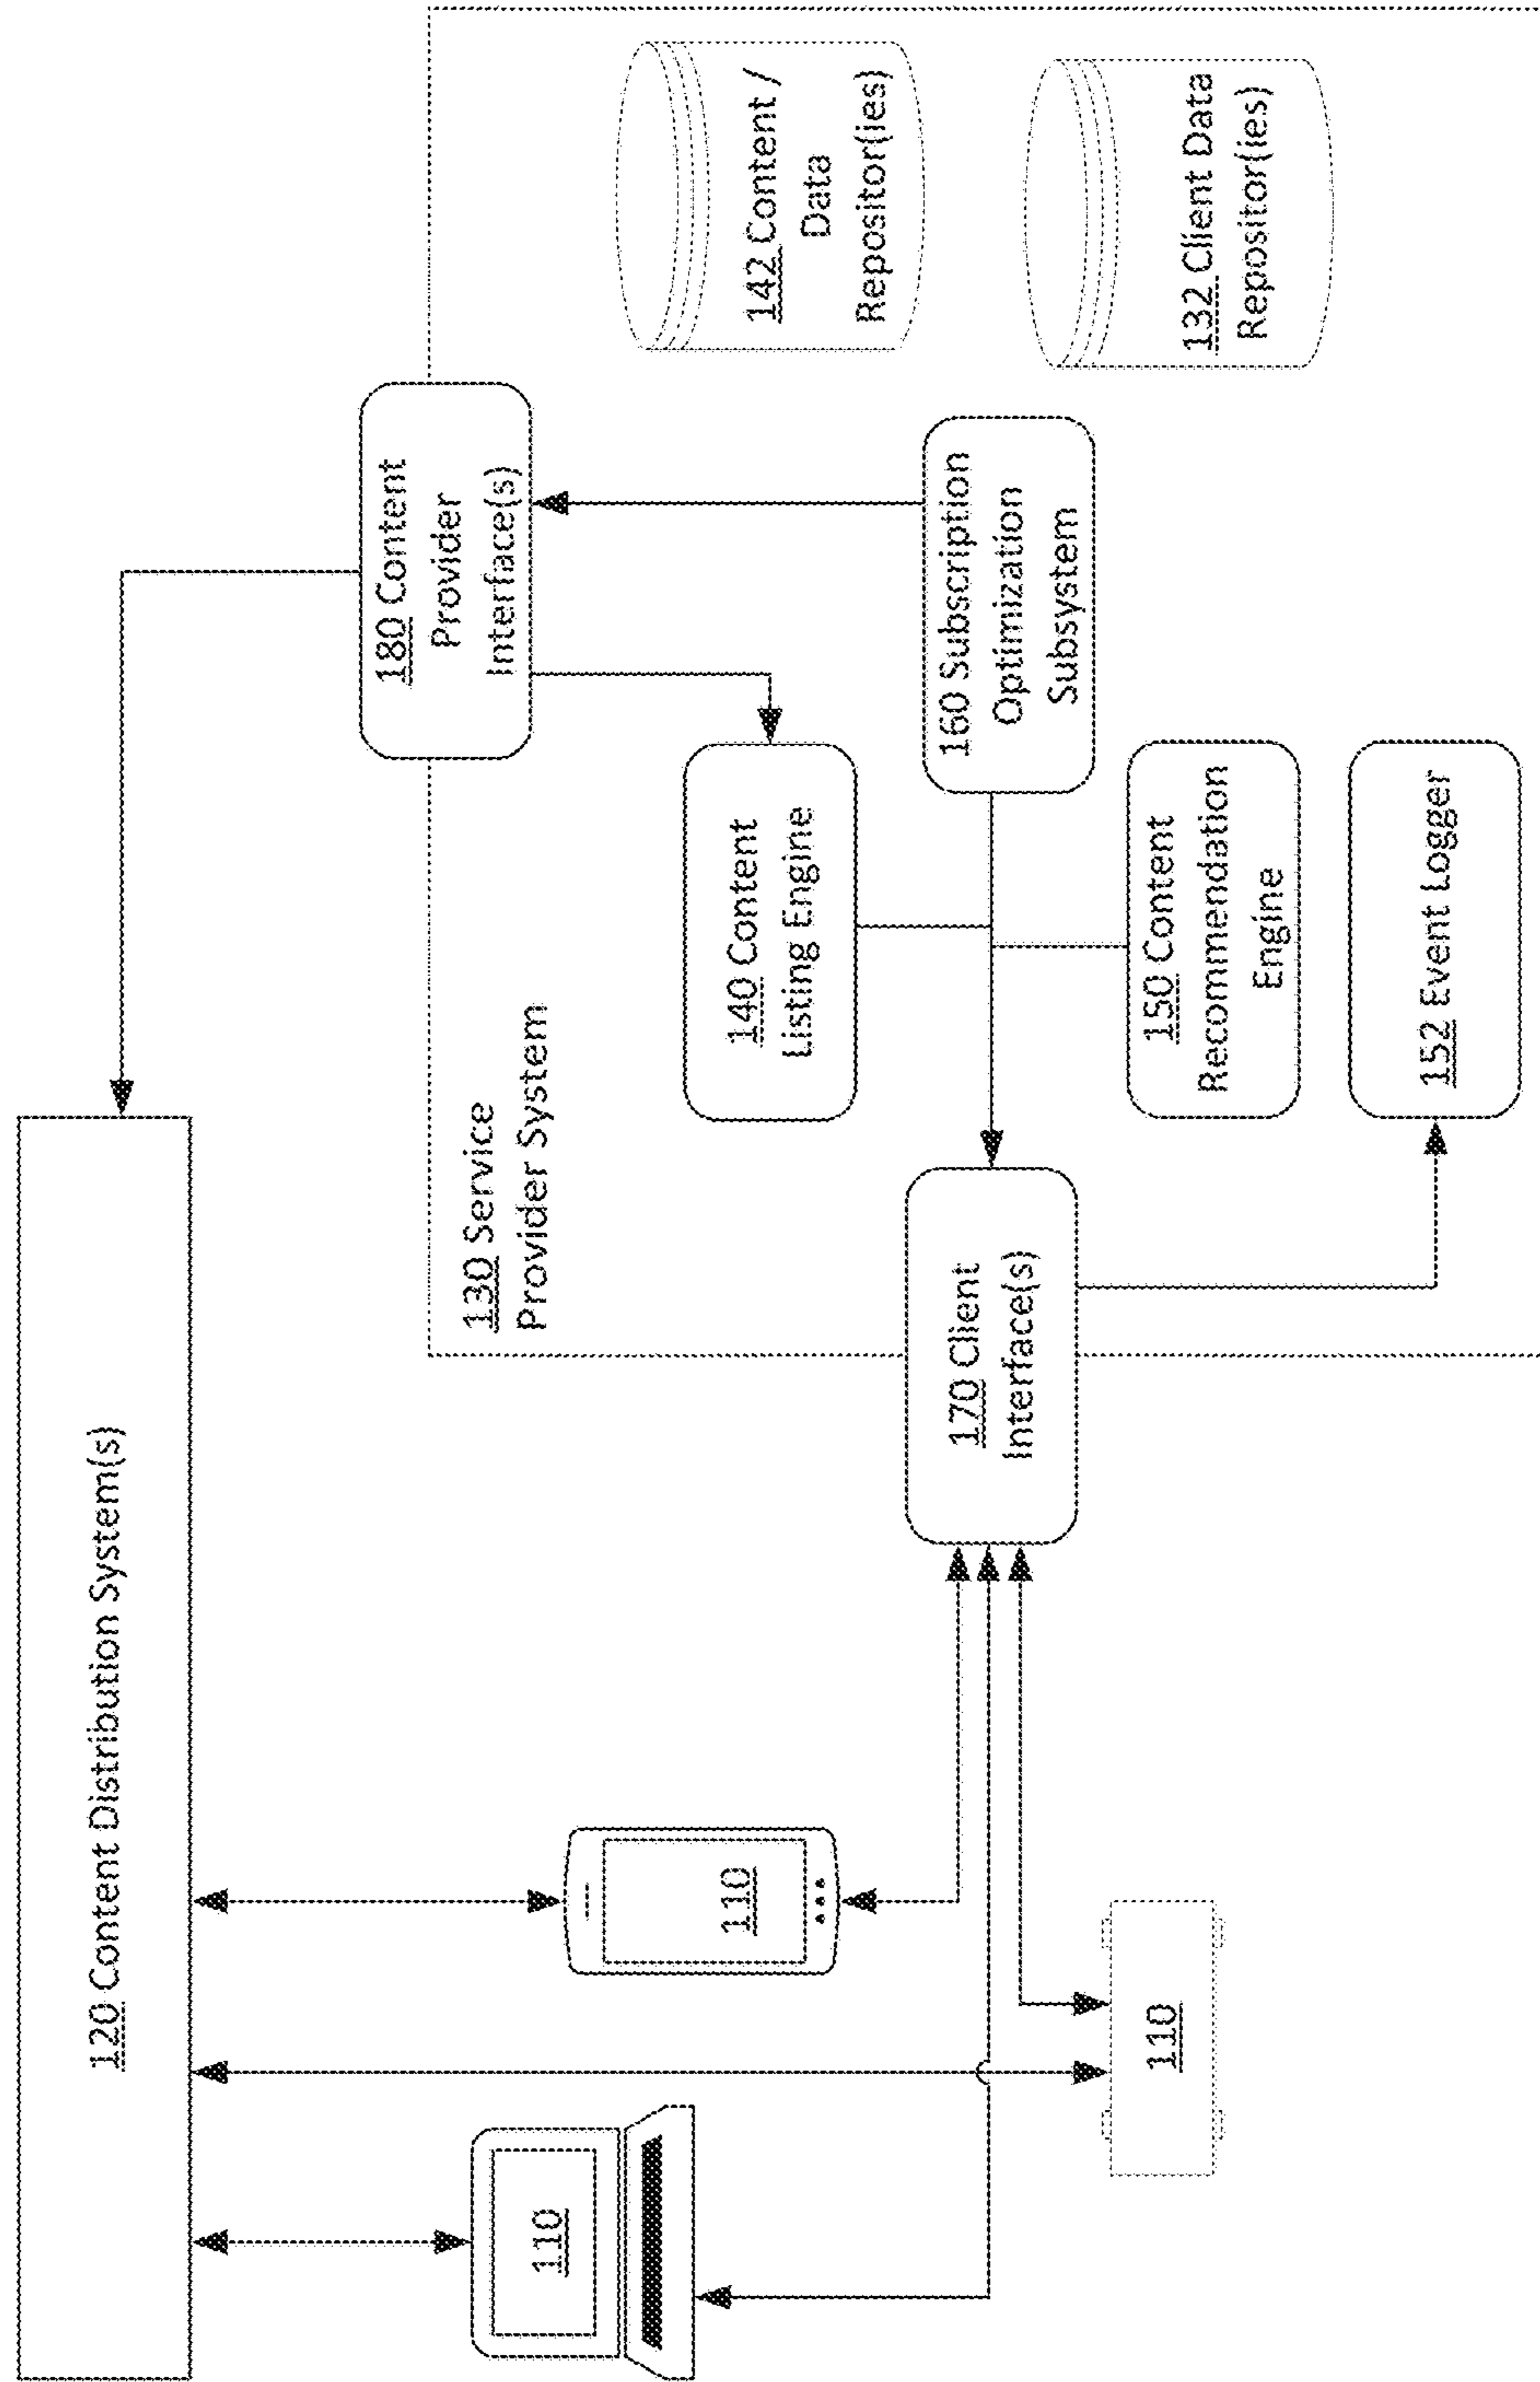 120 Content Distribution System(s)
110
110
110
170 Client
Interface(s)
130 Service
Provider System
140 Content
Listing Engine
150 Content
Recommendation
Engine
152 Event Logger
180 Content
Provider
Interface(s)
160 Subscription
Optimization
Subsystem
142 Content /
Data
Repositor(ies)
132 Client Data
Repositor(ies)